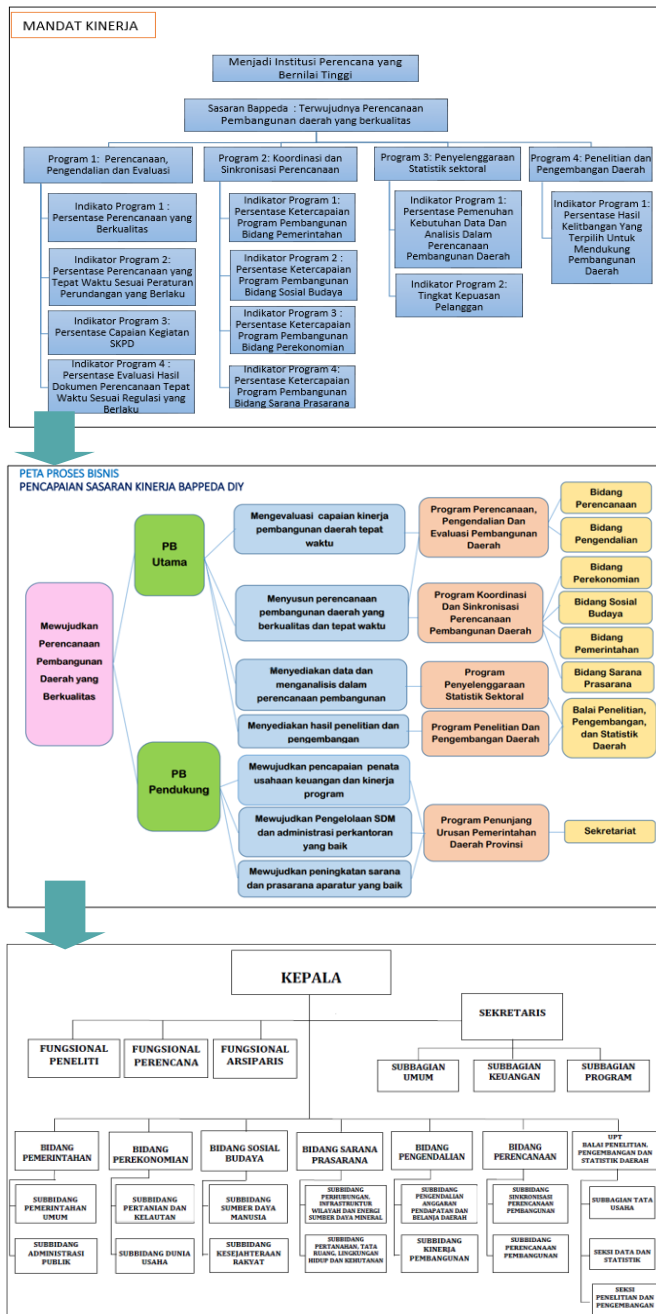 MANDAT KINERJA
Menjadi Institusi Perencana yang
Bernilai Tinggi
Sasaran Bappeda : Terwujudnya Perencanaan
Pembangunan daerah yang berkualitas
Program 1: Perencanaan,
Pengendalian dan Evaluasi
Indikato Program 1 :
Persentase Perencanaan yang
Berkualitas
Indikator Program 2:
Persentase Perencanaan yang
Tepat Waktu Sesuai Peraturan
Perundangan yang Berlaku
Indikator Program 3:
Persentase Capaian Kegiatan
SKPD
Indikator Program 4 :
Persentase Evaluasi Hasil
Dokumen Perencanaan Tepat
Waktu Sesuai Regulasi yang
Berlaku
Program 2: Koordinasi dan
Sinkronisasi Perencanaan
Indikator Program 1:
Persentase Ketercapaian
Program Pembangunan
Bidang Pemerintahan
Indikator Program 2 :
Persentase Ketercapaian
Program Pembangunan
Bidang Sosial Budaya
Indikator Program 3 :
Persentase Ketercapaian
Program Pembangunan
Bidang Perekonomian
Indikator Program 4:
Persentase Ketercapaian
Program Pembangunan
Bidang Sarana Prasarana
Program 3: Penyelenggaraan
Statistik sektoral
Indikator Program 1:
Persentase Pemenuhan
Kebutuhan Data Dan
Analisis Dalam
Perencanaan
Pembangunan Daerah
Indikator Program 2:
Tingkat Kepuasan
Pelanggan
Program 4: Penelitian dan
Pengembangan Daerah
Indikator Program 1:
Persentase Hasil
Kelitbangan Yang
Terpilih Untuk
Mendukung
Pembangunan
Daerah
PETA PROSES BISNIS
PENCAPAIAN SASARAN KINERJA BAPPEDA DIY
Mewujudkan
Perencanaan
Pembangunan
Daerah yang
Berkualitas
PB
Utama
PB
Pendukung
Mengevaluasi capaian kinerja
pembangunan daerah tepat
waktu
Menyusun perencanaan
pembangunan daerah yang
berkualitas dan tepat waktu
Menyediakan data dan
menganalisis dalam
perencanaan pembangunan
Menyediakan hasil penelitian dan
pengembangan
Mewujudkan pencapaian penata
usahaan keuangan dan kinerja
program
Mewujudkan Pengelolaan SDM
dan administrasi perkantoran
yang baik
Mewujudkan peningkatan sarana
dan prasarana aparatur yang baik
Program Perencanaan,
Pengendalian Dan
Evaluasi Pembangunan
Daerah
Program Koordinasi
Dan Sinkronisasi
Perencanaan
Pembangunan Daerah
Program
Penyelenggaraan
Statistik Sektoral
Program Penelitian Dan
Pengembangan Daerah
Program Penunjang
Urusan Pemerintahan
Daerah Provinsi
Bidang
Perencanaan
Bidang
Pengendalian
Bidang
Perekonomian
Bidang Sosial
Budaya
Bidang
Pemerintahan
Bidang Sarana
Prasarana
Balai Penelitian,
Pengembangan,
dan Statistik
Daerah
Sekretariat
KEPALA
SEKRETARIS
FUNGSIONAL
PENELITI
FUNGSIONAL
PERENCANA
FUNGSIONAL
ARSIPARIS
SUBBAGIAN
UMUM
SUBBAGIAN
KEUANGAN
SUBBAGIAN
PROGRAM
BIDANG
PEMERINTAHAN
SUBBIDANG
PEMERINTAHAN
UMUM
SUBBIDANG
ADMINISTRASI
PUBLIK
BIDANG
PEREKONOMIAN
SUBBIDANG
PERTANIAN DAN
KELAUTAN
SUBBIDANG DUNIA
USAHA
BIDANG SOSIAL
BUDAYA
SUBBIDANG
SUMBER DAYA
MANUSIA
SUBBIDANG
KESEJAHTERAAN
RAKYAT
BIDANG SARANA
PRASARANA
SUBBIDANG
PERHUBUNGAN,
INFRASTRUKTUR
WILAYAH DAN ENERGI
SUMBER DAYA MINERAL
SUBBIDANG
PERTANAHAN, TATA
RUANG, LINGKUNGAN
HIDUP DAN KEHUTANAN
BIDANG
PENGENDALIAN
SUBBIDANG
PENGENDALIAN
ANGGARAN
PENDAPATAN DAN
BELANJA DAERAH
SUBBIDANG
KINERJA
PEMBANGUNAN
BIDANG
PERENCANAAN
SUBBIDANG
SINKRONISASI
PERENCANAAN
PEMBANGUNAN
SUBBIDANG
PERENCANAAN
PEMBANGUNAN
UPT
BALAI PENELITIAN,
PENGEMBANGAN DAN
STATISTIK DAERAH
SUBBAGIAN TATA
USAHA
SEKSI DATA DAN
STATISTIK
SEKSI
PENELITIAN DAN
PENGEMBANGAN